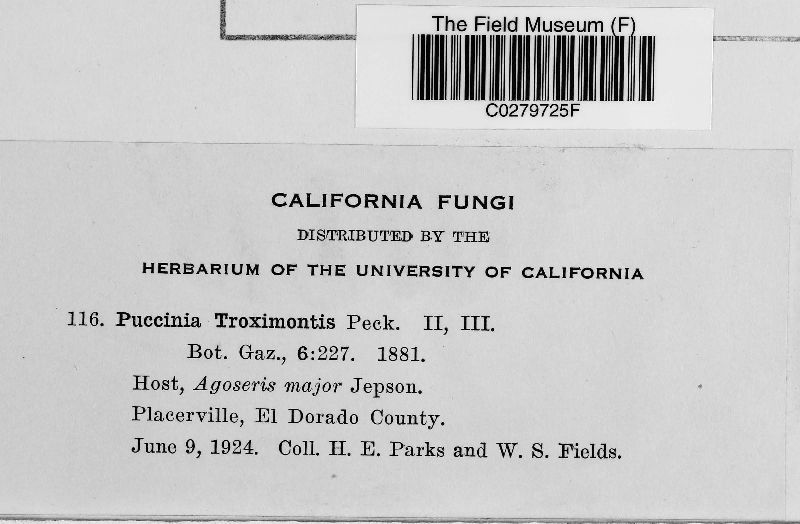 The Field Museum (F)
C0279725F
CALIFORNIA FUNGI
DISTRIBUTED BY THE
HERBARIUM OF THE UNIVERSITY OF CALIFORNIA
116. Puccinia Troximontis Peck. II, III.
Bot. Gaz., 6:227. 1881.
Host, Agoseris major Jepson.
Placerville, El Dorado County.
June 9, 1924. Coll. H. E. Parks and W. S. Fields.